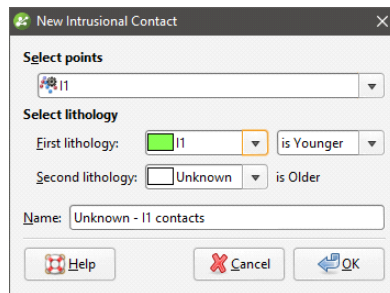 New Intrusional Contact
Select points
I1
Select lithology
First lithology: I1 is Younger
Second lithology: Unknown is Older
Name: Unknown - I1 contacts
Help Cancel OK